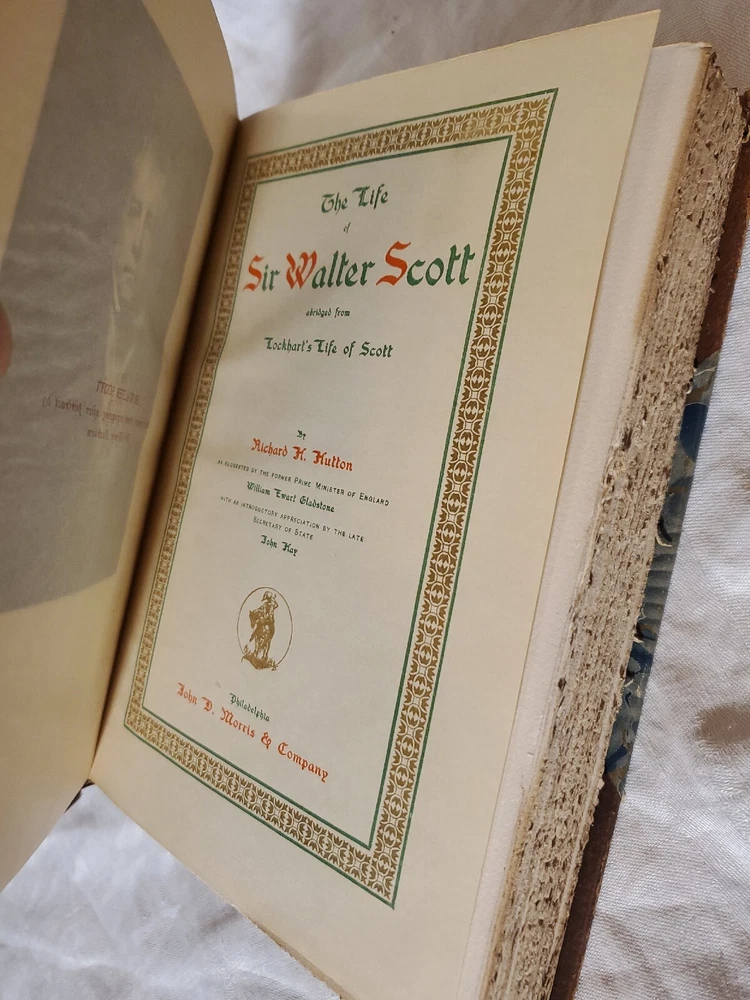 The Life
of
Sir Walter Scott
abridged from
Lockhart's Life of Scott
By
Richard H. Hutton
AS SUGGESTED BY THE FORMER PRIME MINISTER OF ENGLAND
William Ewart Gladstone
WITH AN INTRODUCTORY APPRECIATION BY THE LATE
SECRETARY OF STATE
John Hay
Philadelphia
John D. Morris & Company